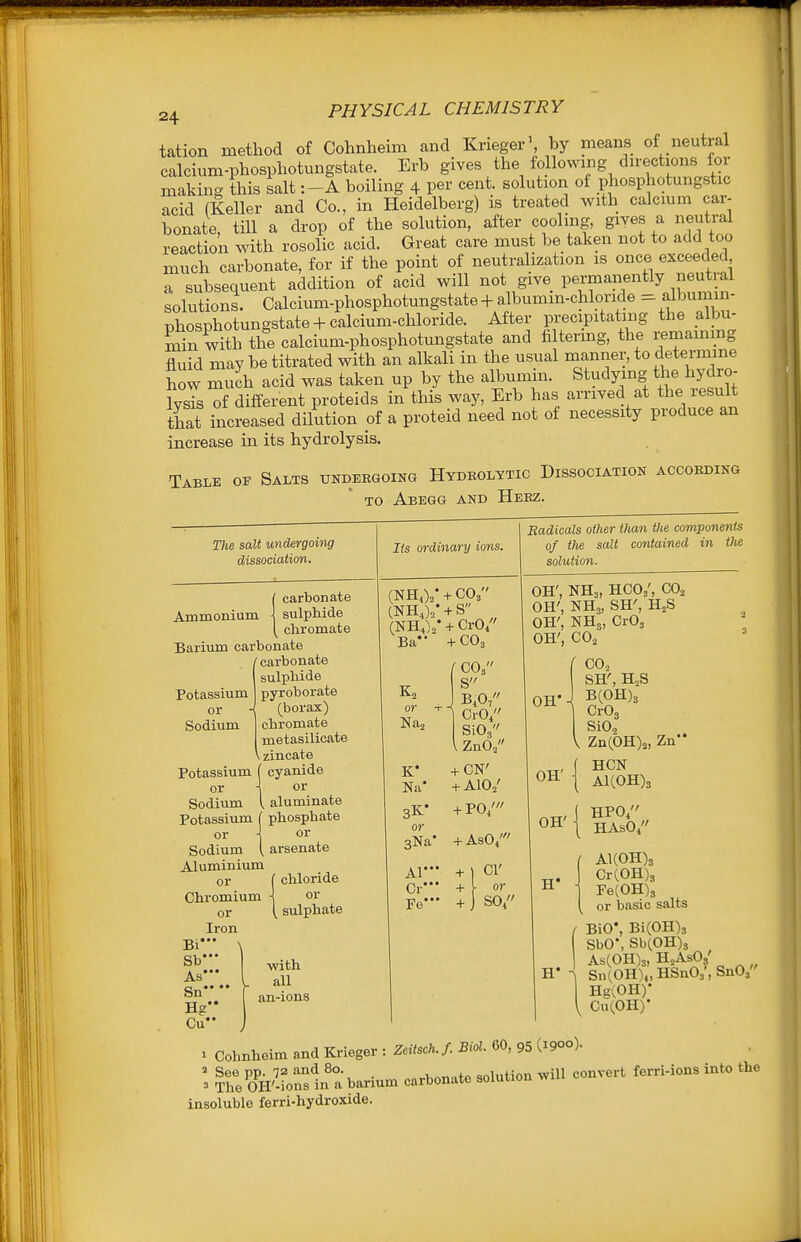 24
PHYSICAL CHEMISTRY
tation method of Cohnheim and Krieger¹, by means of neutral
calcium-phosphotungstate. Erb gives the following directions for
making this salt:—A boiling 4 per cent. solution of phosphotungstic
acid (Keller and Co., in Heidelberg) is treated with calcium car-
bonate, till a drop of the solution, after cooling, gives a neutral
reaction with rosolic acid. Great care must be taken not to add too
much carbonate, for if the point of neutralization is once exceeded,
a subsequent addition of acid will not give permanently neutral
solutions. Calcium-phosphotungstate + albumin-chloride = albumin-
phosphotungstate + calcium-chloride. After precipitating the albu-
min with the calcium-phosphotungstate and filtering, the remaining
fluid may be titrated with an alkali in the usual manner, to determine
how much acid was taken up by the albumin. Studying the hydro-
lysis of different proteids in this way, Erb has arrived at the result
that increased dilution of a proteid need not of necessity produce an
increase in its hydrolysis.
TABLE OF SALTS UNDERGOING HYDROLYTIC DISSOCIATION ACCORDING
TO ABEGG AND HERZ.
The salt undergoing
dissociation.
Its ordinary ions.
Radicals other than the components
of the salt contained in the
solution.
Ammonium { carbonate
sulphide
chromate
(NH₄)₂• + CO₃″
(NH₄)₂• + S″
(NH₄)₂• + CrO₄″
OH′, NH₃, HCO₃′, CO₂
OH′, NH₃, SH′, H₂S ²
OH′, NH₃, CrO₃ ³
Barium carbonate
Ba•• + CO₃
OH′, CO₂
Potassium
or
Sodium
{ carbonate
sulphide
pyroborate
(borax)
chromate
metasilicate
zincate
K₂
or
Na₂
+ { CO₃″
S″
B₄O₇″
CrO₄″
SiO₃″
ZnO₂″
OH• { CO₂
SH′, H₂S
B(OH)₃
CrO₃
SiO₂
Zn(OH)₂, Zn••
Potassium
or
Sodium
{ cyanide
or
aluminate
K• + CN′
Na• + AlO₂′
OH′ { HCN
Al(OH)₃
Potassium
or
Sodium
{ phosphate
or
arsenate
3K• + PO₄‴
or
3Na• + AsO₄‴
OH′ { HPO₄″
HAsO₄″
Aluminium
or
Chromium
or
Iron
{ chloride
or
sulphate
Al•••
Cr•••
Fe•••
+
+
+
} Cl′
or
SO₄″
H• { Al(OH)₃
Cr(OH)₃
Fe(OH)₃
or basic salts
Bi•••
Sb•••
As•••
Sn••••
Hg••
Cu••
} with
all
an-ions
H• { BiO•, Bi(OH)₃
SbO•, Sb(OH)₃
As(OH)₃, H₂AsO₃′
Sn(OH)₄, HSnO₃′, SnO₃″
Hg(OH)•
Cu(OH)•
¹ Cohnheim and Krieger : Zeitsch. f. Biol. 60, 95 (1900).
² See pp. 72 and 80.
³ The OH′-ions in a barium carbonate solution will convert ferri-ions into the
insoluble ferri-hydroxide.